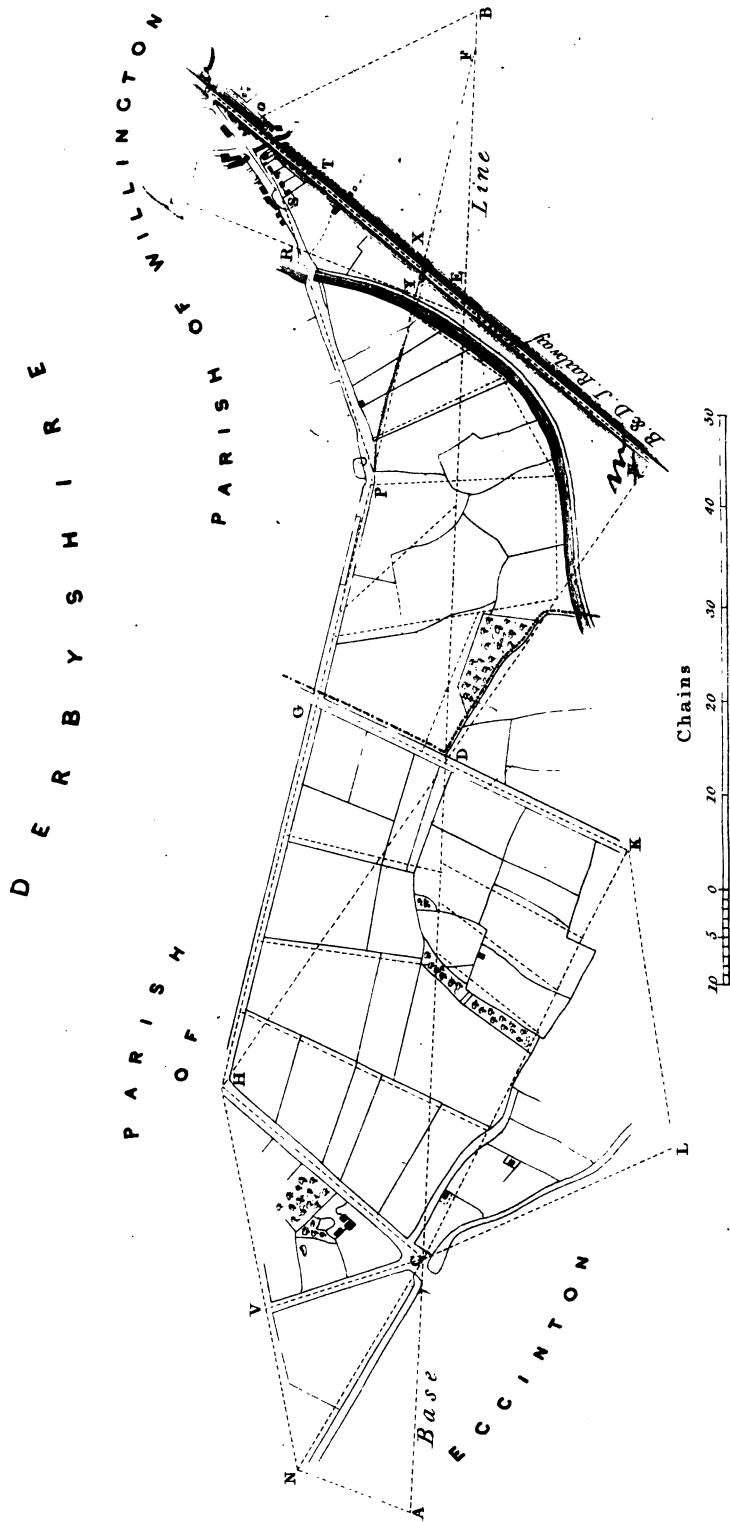 DERBYSHIRE
PARISH OF WILLINGTON
PARISH
OF
EGGINTON
Base
Line
B. & D. J. Railway
Chains
10 5 0 10 20 30 40 50
A
N
V
H
L
K
D
G
P
R
I
X
E
T
F
B